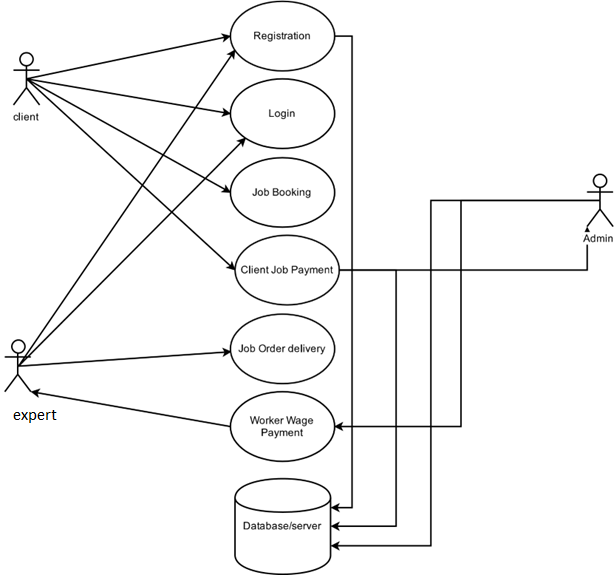 Registration
client
Login
Job Booking
Admin
Client Job Payment
Job Order delivery
expert
Worker Wage
Payment
Database/server